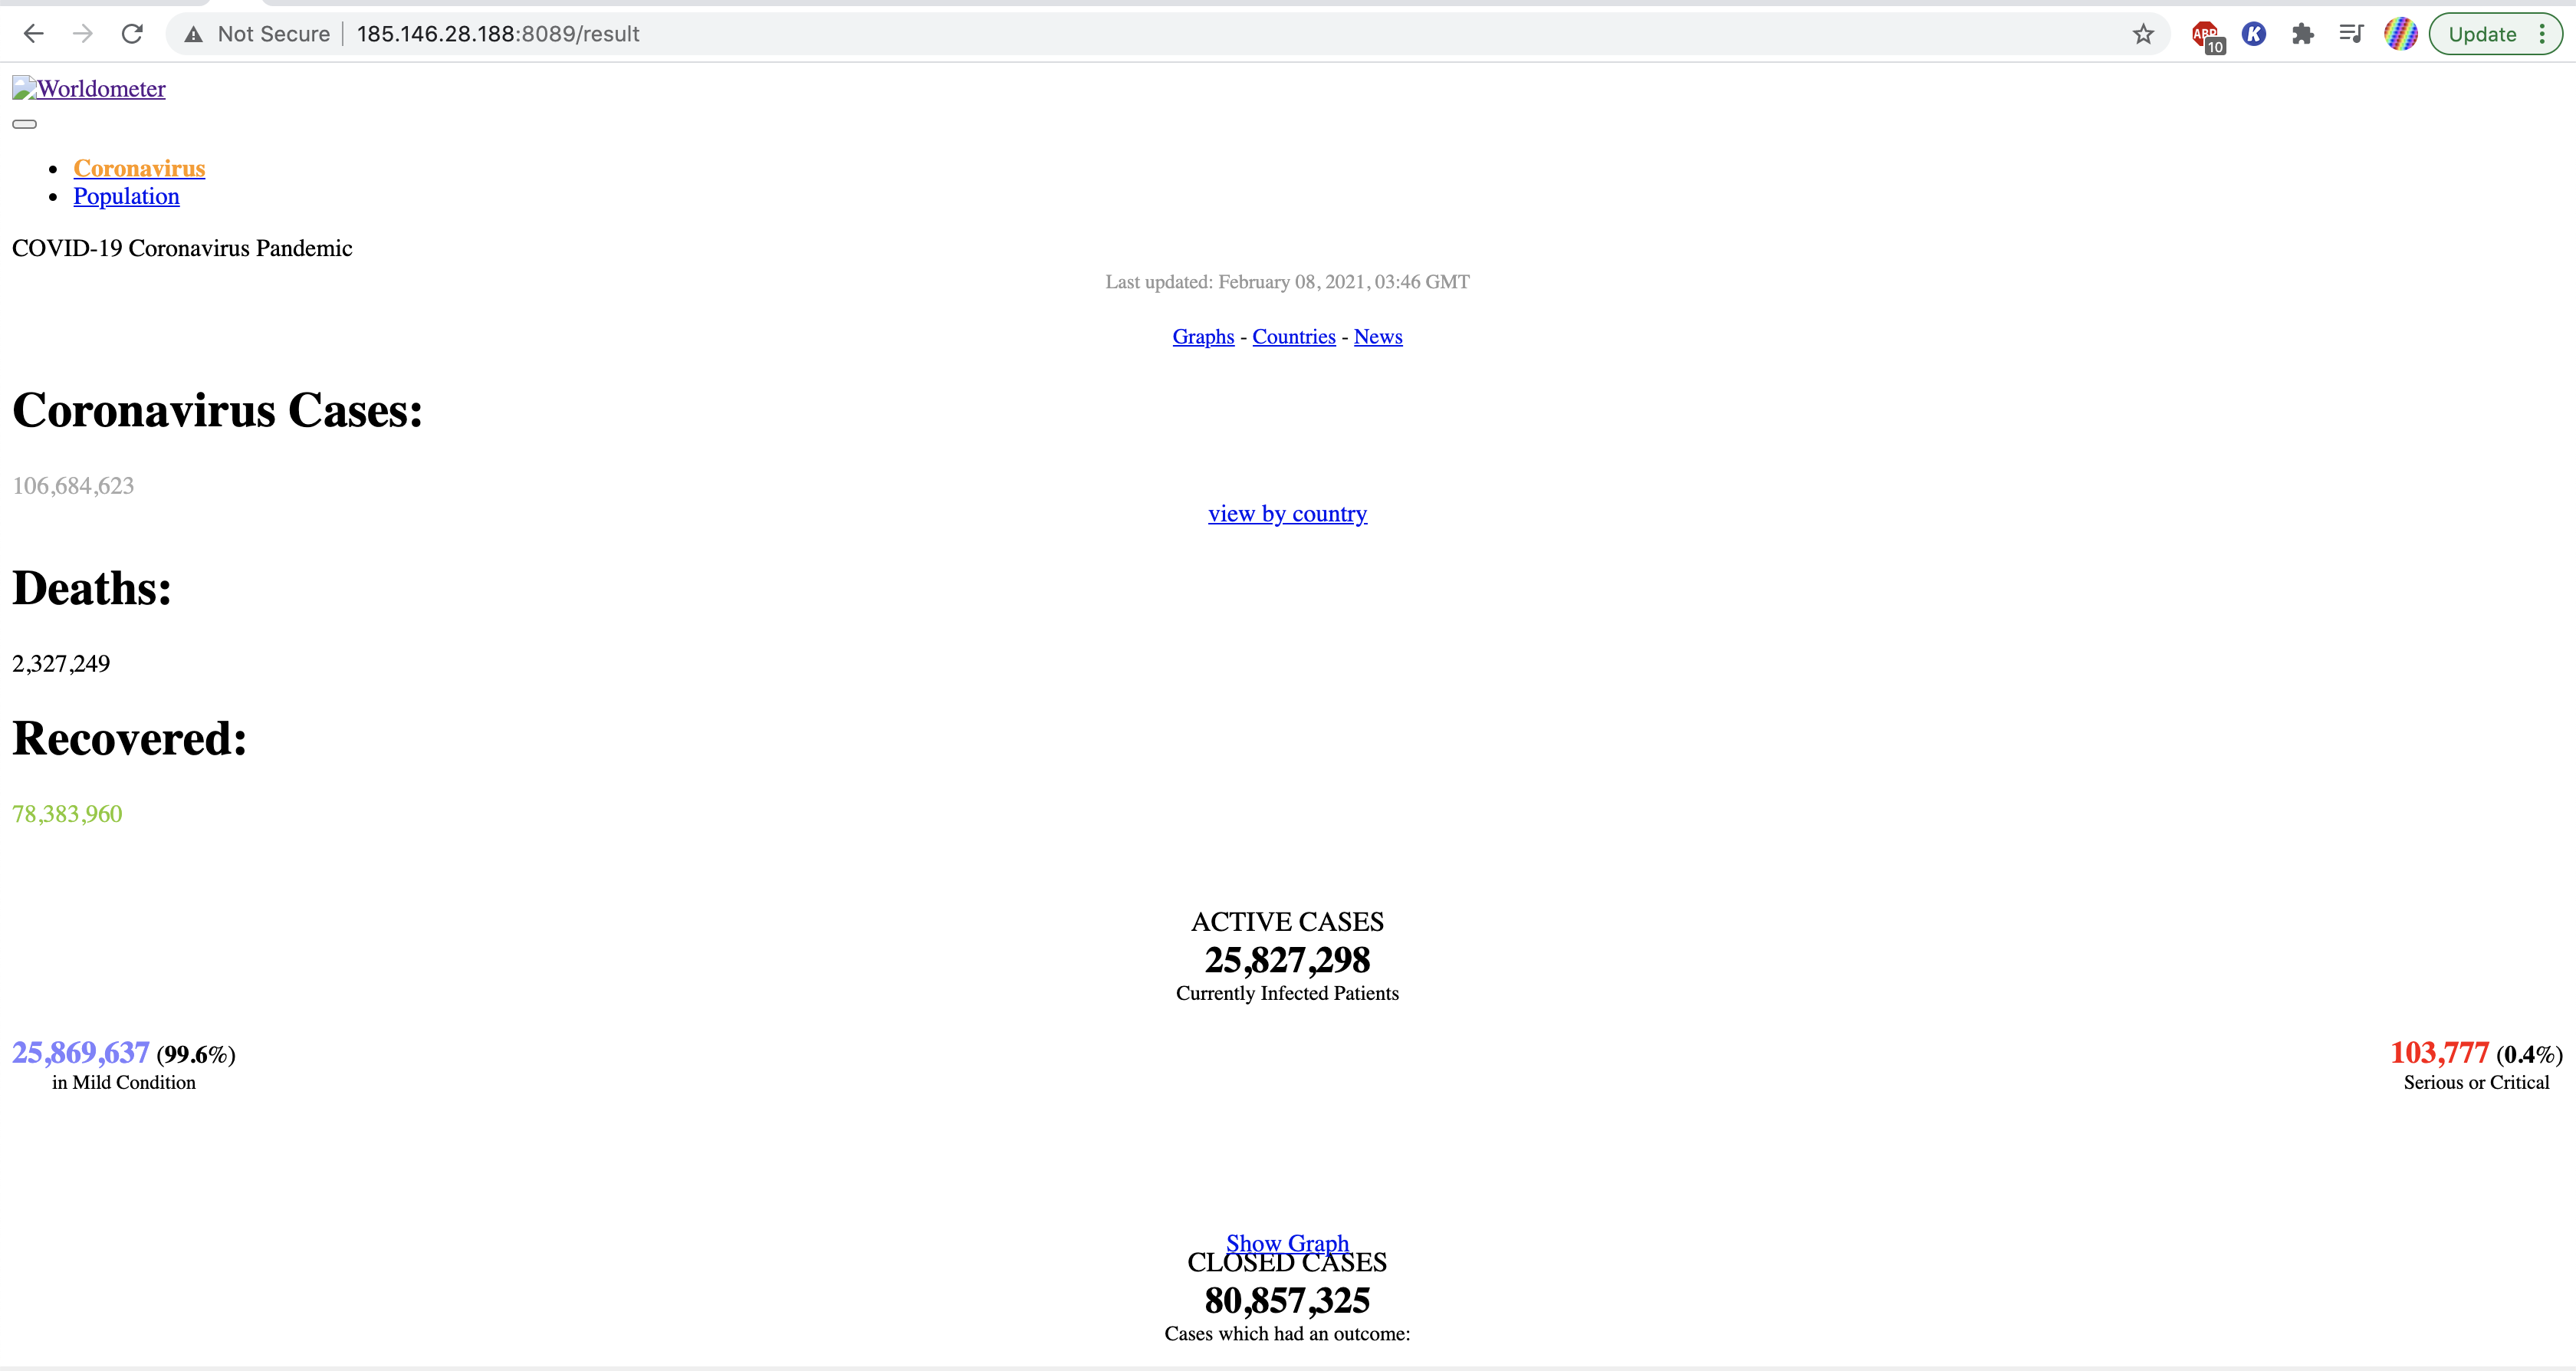 Not Secure 185.146.28.188:8089/result ABP 10 K Update
Worldometer
Coronavirus
Population
COVID-19 Coronavirus Pandemic
Last updated: February 08, 2021, 03:46 GMT
Graphs - Countries - News
Coronavirus Cases:
106,684,623
view by country
Deaths:
2,327,249
Recovered:
78,383,960
ACTIVE CASES
25,827,298
Currently Infected Patients
25,869,637 (99.6%) 103,777 (0.4%)
in Mild Condition Serious or Critical
Show Graph
CLOSED CASES
80,857,325
Cases which had an outcome: